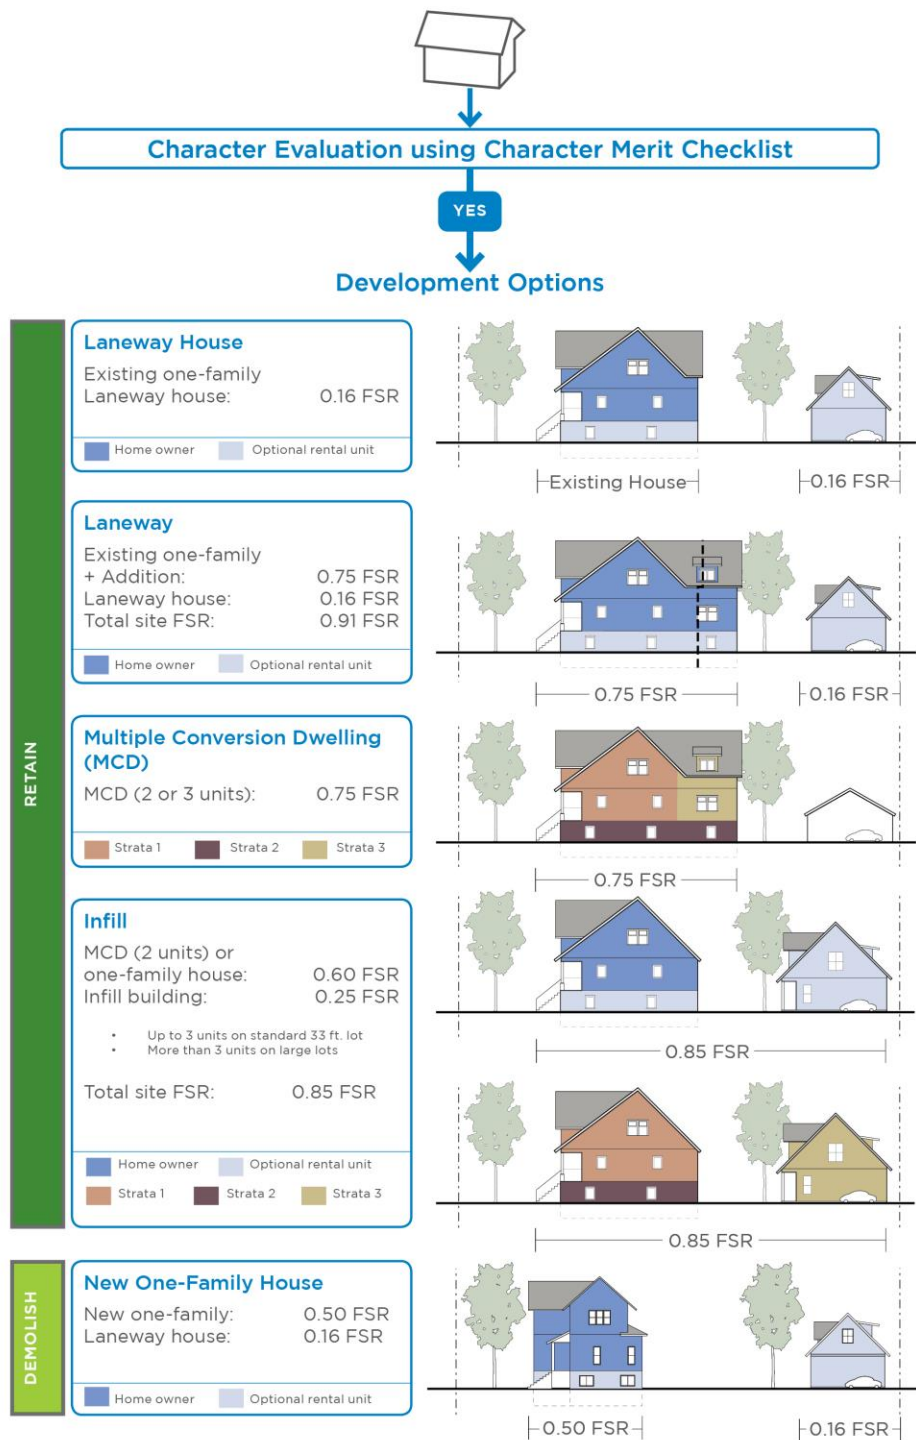 Character Evaluation using Character Merit Checklist
YES
Development Options
RETAIN
Laneway House
Existing one-family
Laneway house: 0.16 FSR
Home owner Optional rental unit
Existing House 0.16 FSR
Laneway
Existing one-family
+ Addition: 0.75 FSR
Laneway house: 0.16 FSR
Total site FSR: 0.91 FSR
Home owner Optional rental unit
0.75 FSR 0.16 FSR
Multiple Conversion Dwelling
(MCD)
MCD (2 or 3 units): 0.75 FSR
Strata 1 Strata 2 Strata 3
0.75 FSR
Infill
MCD (2 units) or
one-family house: 0.60 FSR
Infill building: 0.25 FSR
• Up to 3 units on standard 33 ft. lot
• More than 3 units on large lots
Total site FSR: 0.85 FSR
Home owner Optional rental unit
Strata 1 Strata 2 Strata 3
0.85 FSR
0.85 FSR
DEMOLISH
New One-Family House
New one-family: 0.50 FSR
Laneway house: 0.16 FSR
Home owner Optional rental unit
0.50 FSR 0.16 FSR